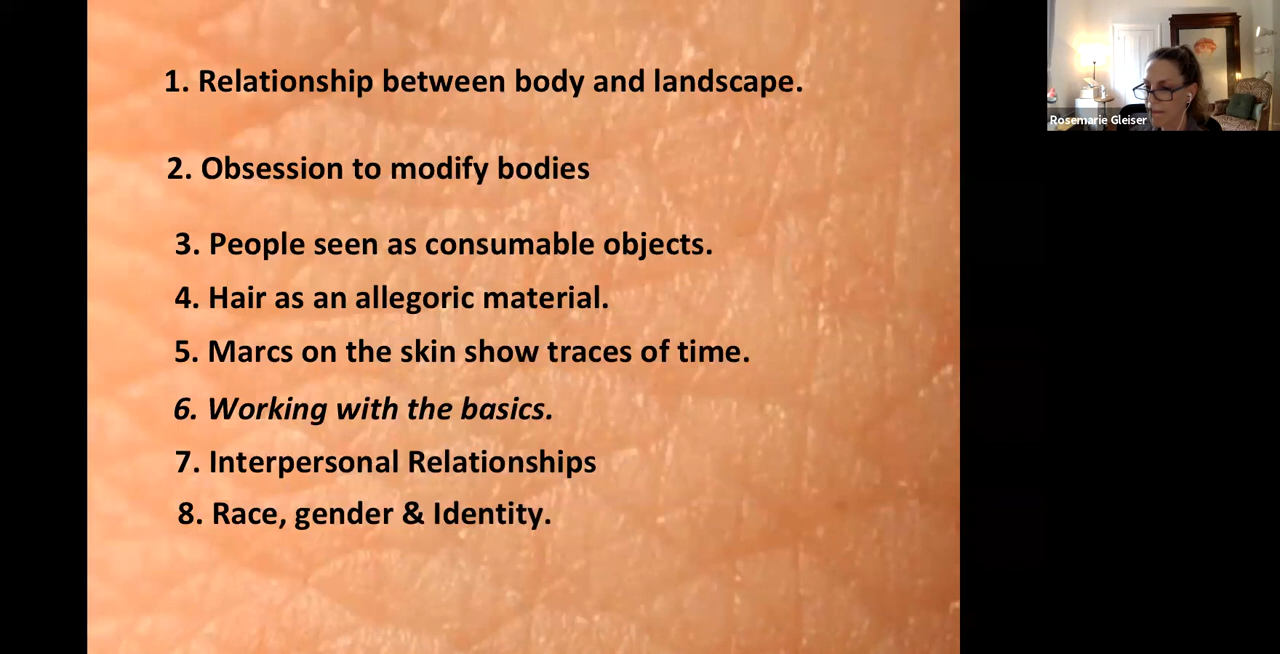 1. Relationship between body and landscape.
Rosemarie Gleiser
2. Obsession to modify bodies
3. People seen as consumable objects.
4. Hair as an allegoric material.
5. Marcs on the skin show traces of time.
6. Working with the basics.
7. Interpersonal Relationships
8. Race, gender & Identity.